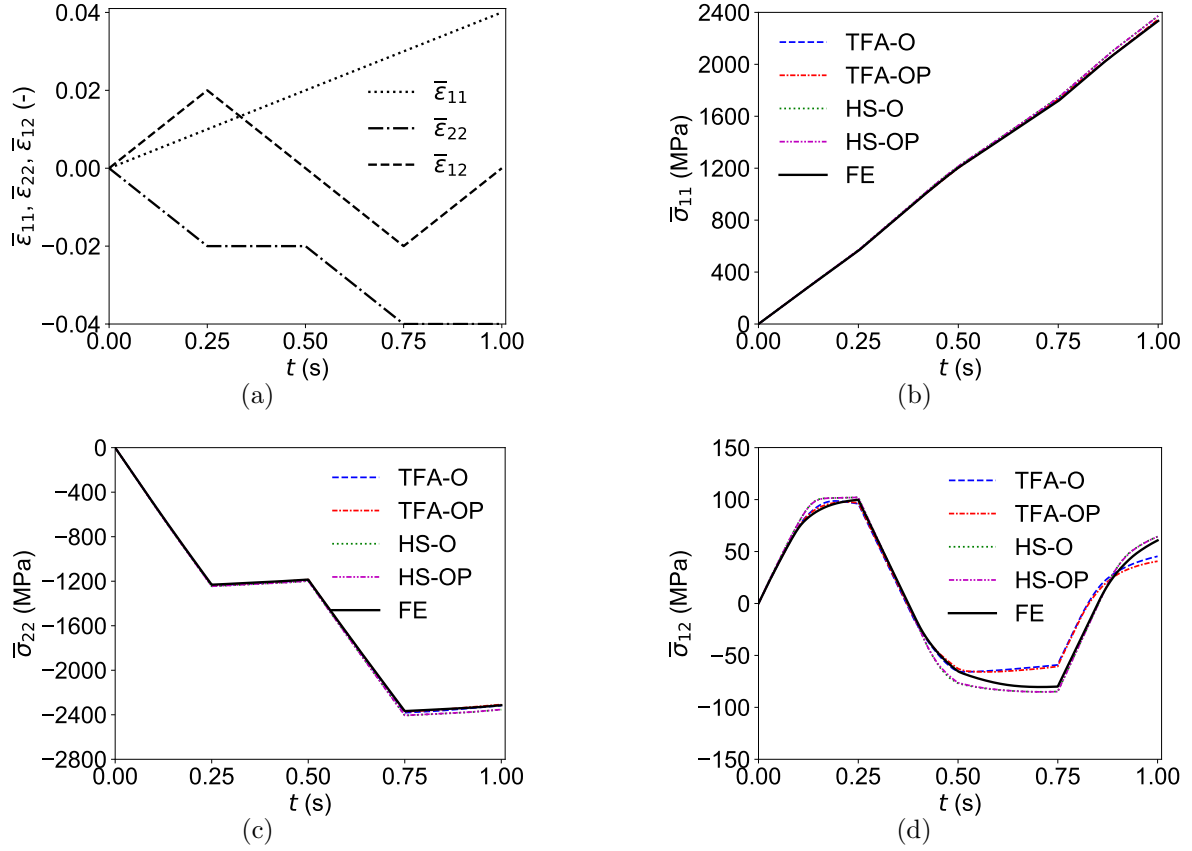 0.04
0.02
0.00
−0.02
−0.04
ε̅11, ε̅22, ε̅12 (-)
ε̅11
ε̅22
ε̅12
0.00 0.25 0.50 0.75 1.00
t (s)
(a)
2400
2000
1600
1200
800
400
0
σ̅11 (MPa)
TFA-O
TFA-OP
HS-O
HS-OP
FE
0.00 0.25 0.50 0.75 1.00
t (s)
(b)
0
−400
−800
−1200
−1600
−2000
−2400
−2800
σ̅22 (MPa)
TFA-O
TFA-OP
HS-O
HS-OP
FE
0.00 0.25 0.50 0.75 1.00
t (s)
(c)
150
100
50
0
−50
−100
−150
σ̅12 (MPa)
TFA-O
TFA-OP
HS-O
HS-OP
FE
0.00 0.25 0.50 0.75 1.00
t (s)
(d)